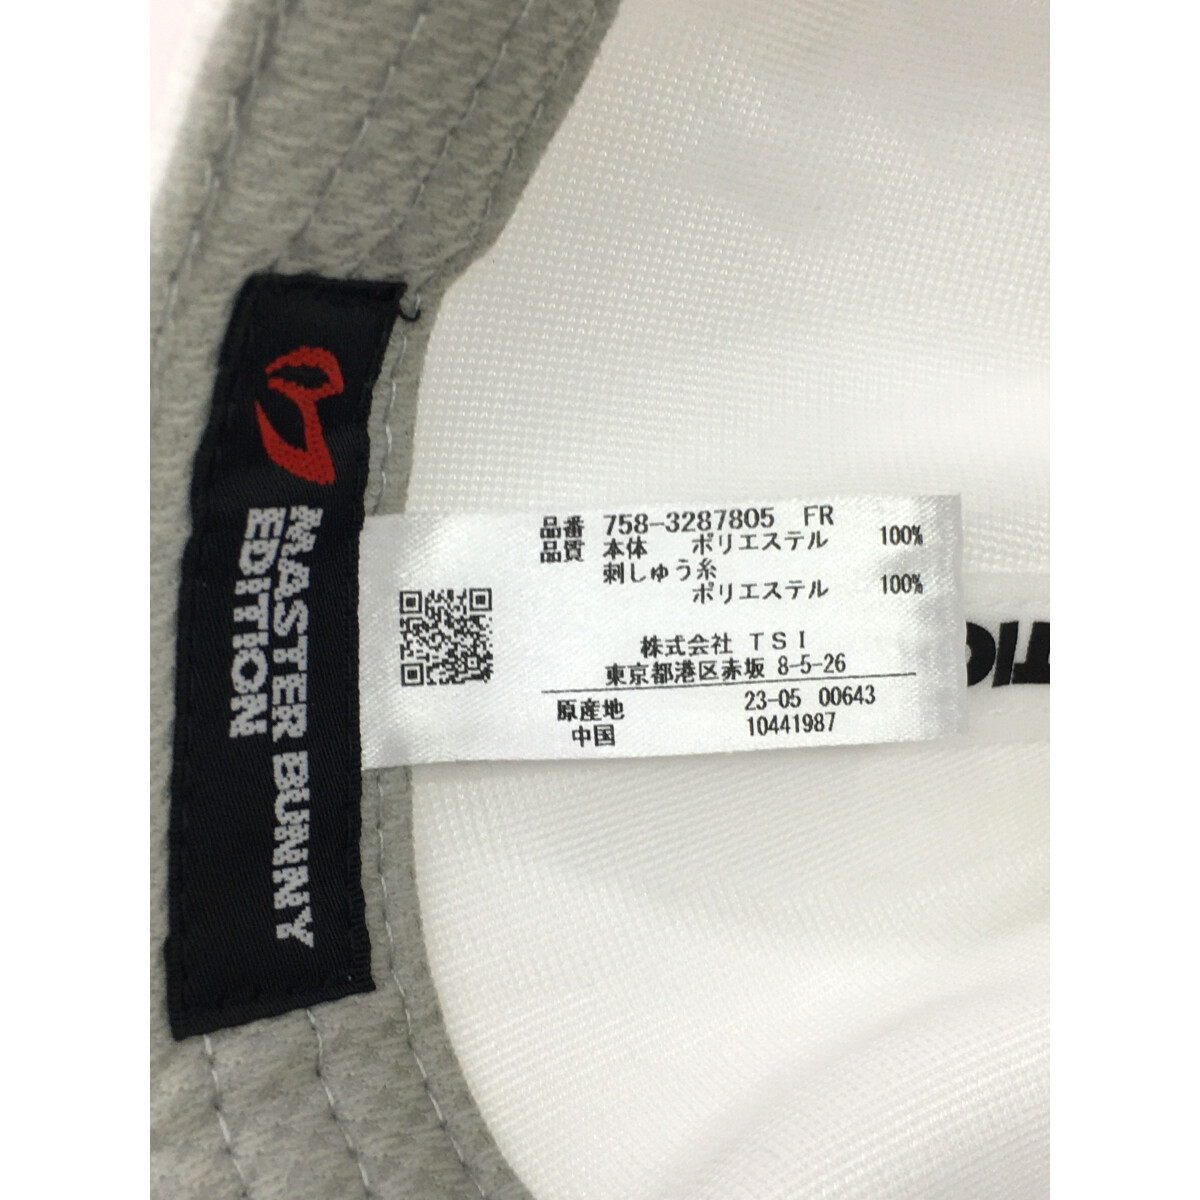 MASTER BUNNY
EDITION
品番 758-3287805 FR
品質 本体 ポリエステル 100%
刺しゅう糸
ポリエステル 100%
株式会社 TSI
東京都港区赤坂 8-5-26
原産地 23-05 00643
中国 10441987
TIO